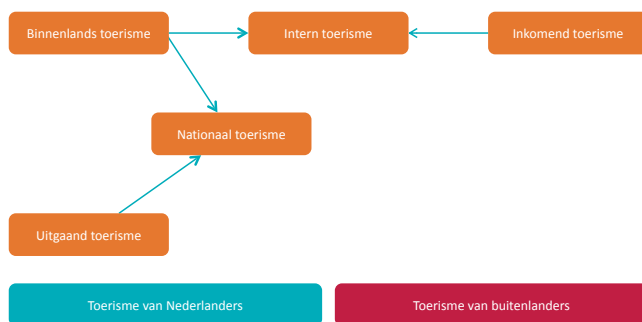 Binnenlands toerisme
Intern toerisme
Inkomend toerisme
Nationaal toerisme
Uitgaand toerisme
Toerisme van Nederlanders
Toerisme van buitenlanders